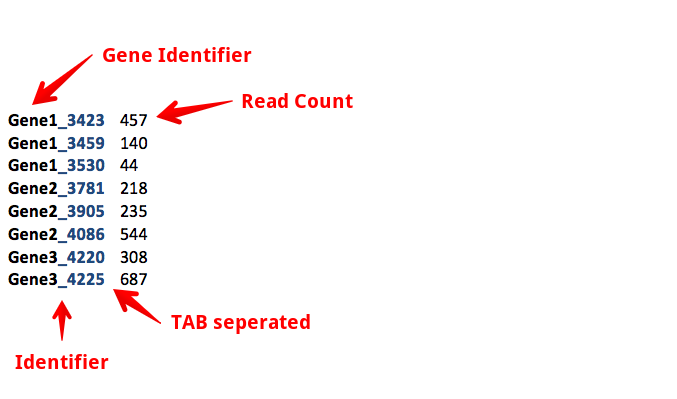 Gene Identifier
Read Count
Gene1_3423 457
Gene1_3459 140
Gene1_3530 44
Gene2_3781 218
Gene2_3905 235
Gene2_4086 544
Gene3_4220 308
Gene3_4225 687
TAB seperated
Identifier